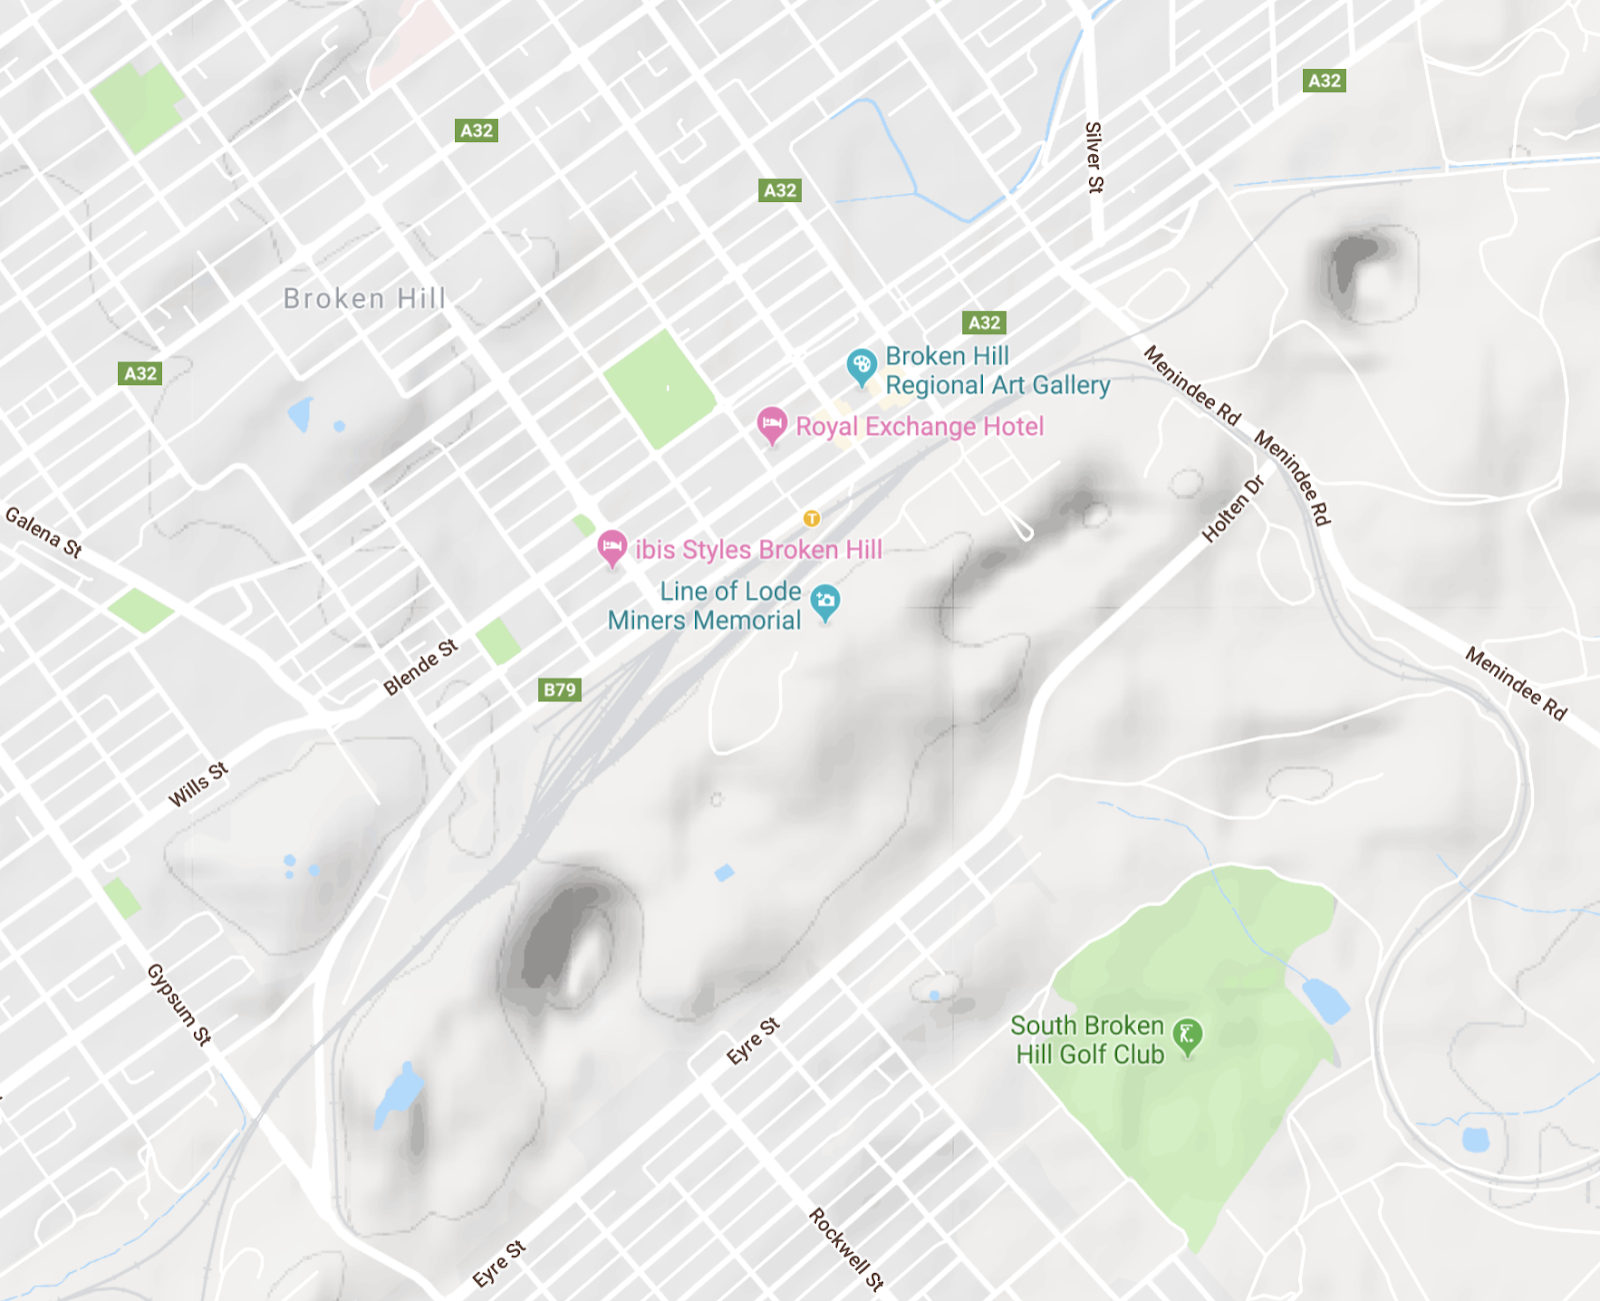 A32
A32
Silver St
A32
Broken Hill
A32
A32
Broken Hill
Regional Art Gallery
Menindee Rd
Royal Exchange Hotel
Menindee Rd
Holten Dr
Galena St
T
ibis Styles Broken Hill
Line of Lode
Miners Memorial
Blende St
B79
Menindee Rd
Wills St
Gypsum St
Eyre St
South Broken
Hill Golf Club
Rockwell St
Eyre St